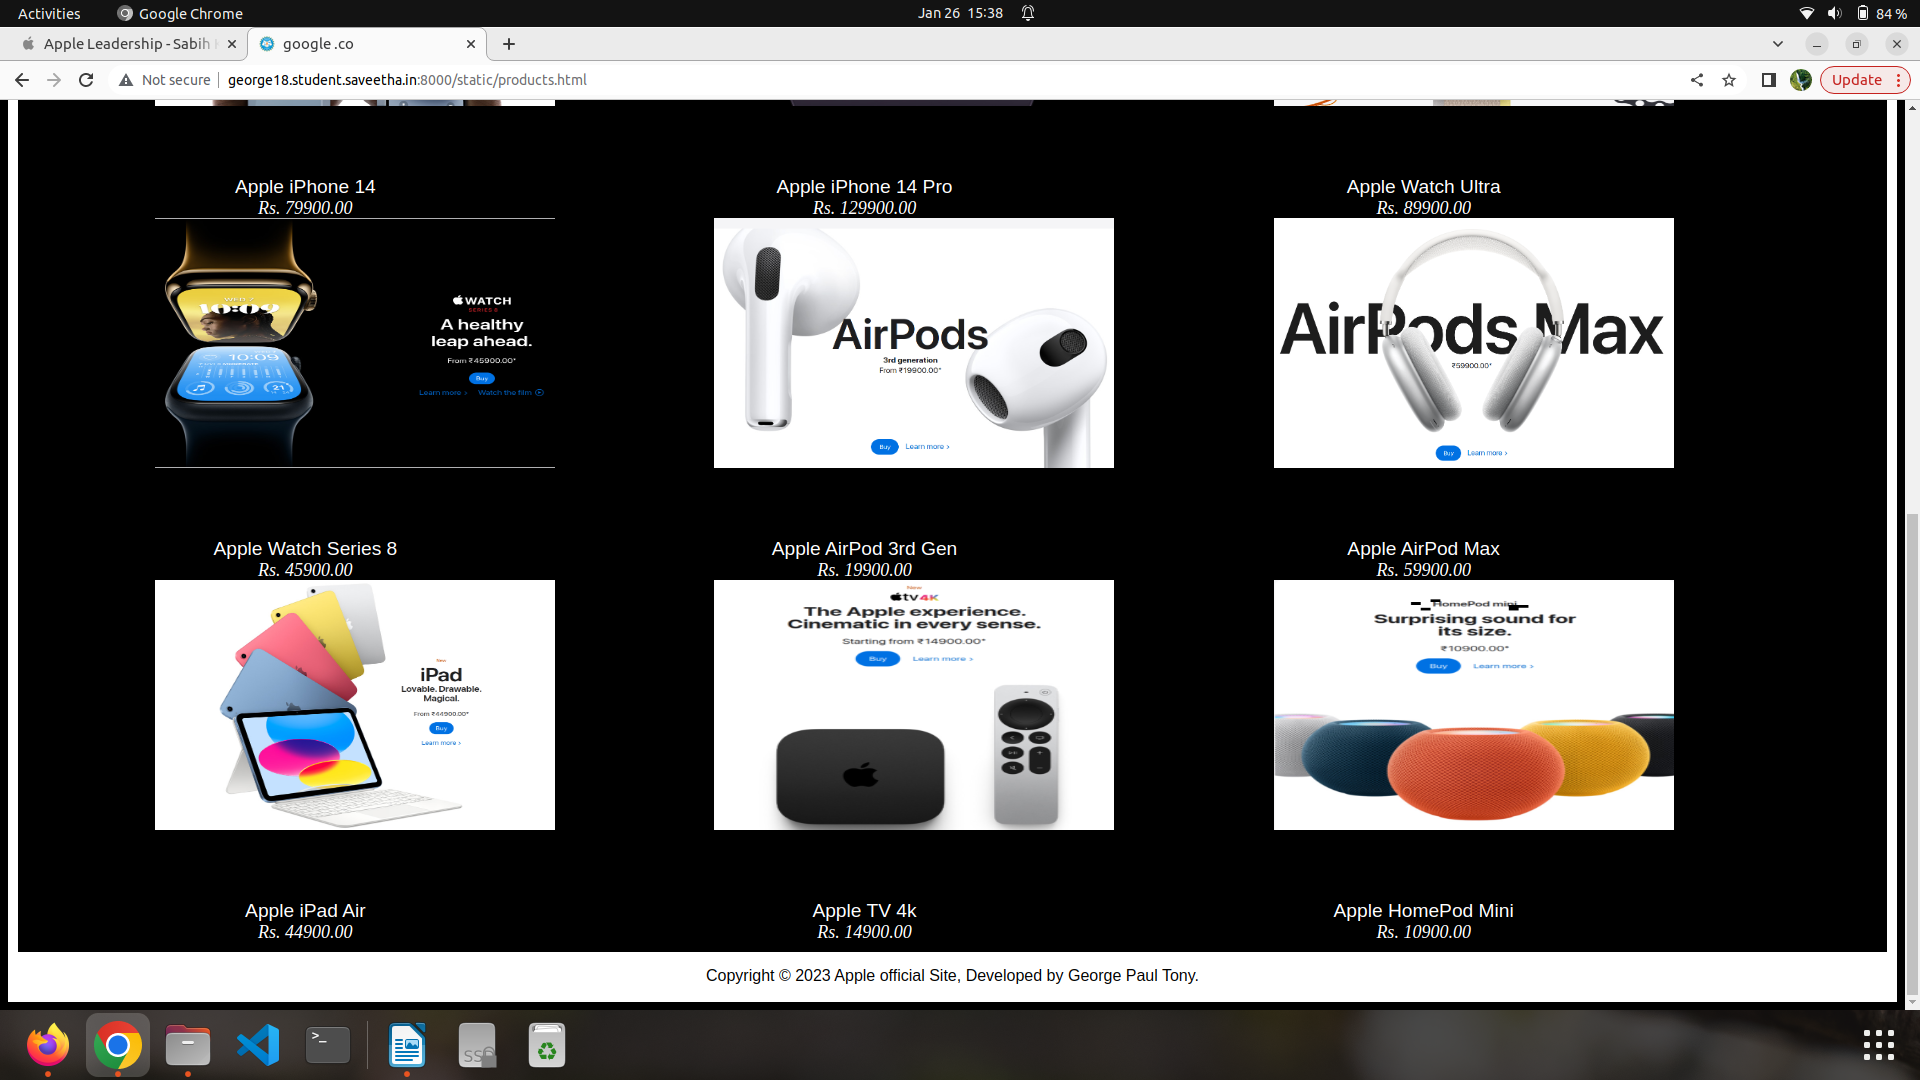 Activities
Google Chrome
Jan 26 15:38
84 %
Apple Leadership - Sabih
google .co
Not secure
george18.student.saveetha.in:8000/static/products.html
Update
Apple iPhone 14
Rs. 79900.00
Apple iPhone 14 Pro
Rs. 129900.00
Apple Watch Ultra
Rs. 89900.00
10:09
10:09
21
WATCH
SERIES 8
A healthy
leap ahead.
From ₹45900.00*
Buy
Learn more >
Watch the film
AirPods
3rd generation
From ₹19900.00*
Buy
Learn more >
AirPods Max
₹59900.00*
Buy
Learn more >
Apple Watch Series 8
Rs. 45900.00
Apple AirPod 3rd Gen
Rs. 19900.00
Apple AirPod Max
Rs. 59900.00
New
iPad
Lovable. Drawable.
Magical.
From ₹44900.00*
Buy
Learn more >
tv 4K
The Apple experience.
Cinematic in every sense.
Starting from ₹14900.00*
Buy
Learn more >
HomePod mini
Surprising sound for
its size.
₹10900.00*
Buy
Learn more >
Apple iPad Air
Rs. 44900.00
Apple TV 4k
Rs. 14900.00
Apple HomePod Mini
Rs. 10900.00
Copyright © 2023 Apple official Site, Developed by George Paul Tony.